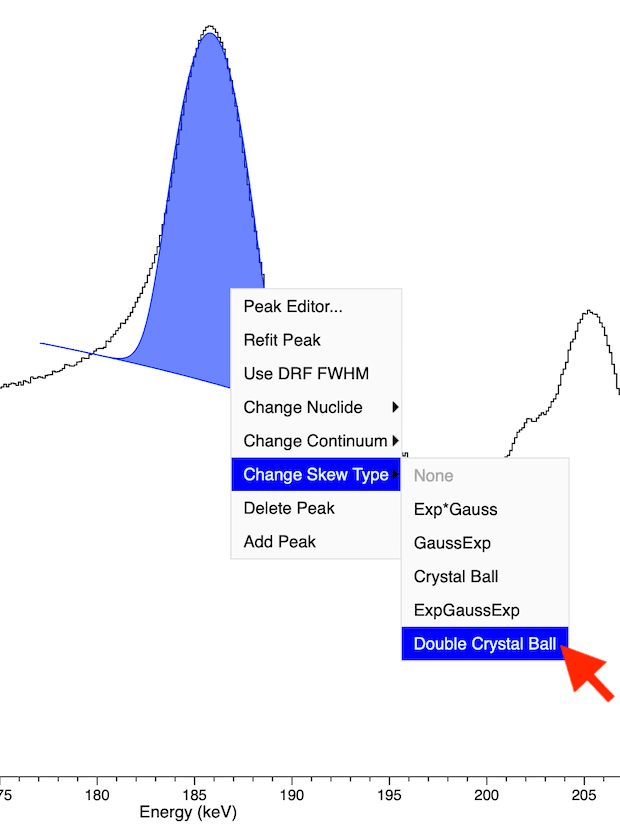 Peak Editor...
Refit Peak
Use DRF FWHM
Change Nuclide
Change Continuum
Change Skew Type
None
Delete Peak
Exp*Gauss
Add Peak
GaussExp
Crystal Ball
ExpGaussExp
Double Crystal Ball
75 180 190 195 200 205
Energy (keV)